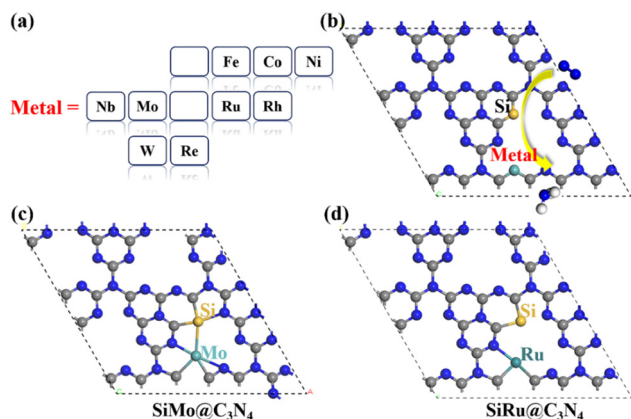 (a)
Fe Co Ni
Metal = Nb Mo Ru Rh
W Re
(b)
Si
Metal
(c)
Si
Mo
SiMo@C₃N₄
(d)
Si
Ru
SiRu@C₃N₄